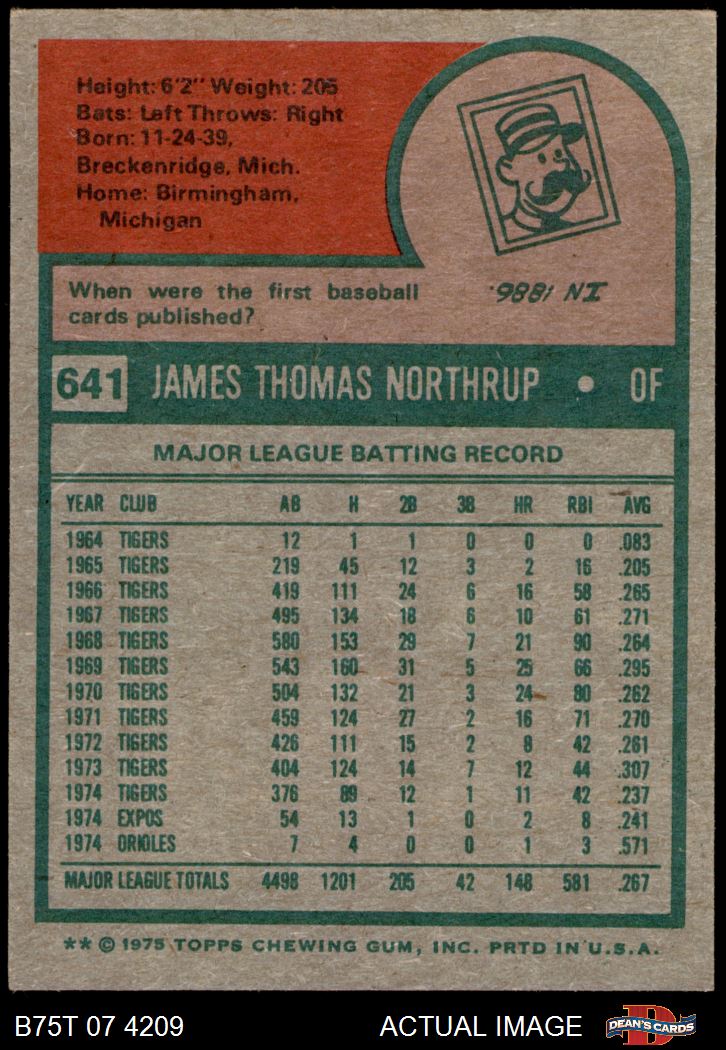 Height: 6'2" Weight: 205
Bats: Left Throws: Right
Born: 11-24-39,
Breckenridge, Mich.
Home: Birmingham,
Michigan
When were the first baseball
cards published?
IN 1886.
641 JAMES THOMAS NORTHRUP • OF
MAJOR LEAGUE BATTING RECORD
YEAR CLUB AB H 2B 3B HR RBI AVG
1964 TIGERS 12 1 1 0 0 0 .083
1965 TIGERS 219 45 12 3 2 16 .205
1966 TIGERS 419 111 24 6 16 58 .265
1967 TIGERS 495 134 18 6 10 61 .271
1968 TIGERS 580 153 29 7 21 90 .264
1969 TIGERS 543 160 31 5 25 66 .295
1970 TIGERS 504 132 21 3 24 80 .262
1971 TIGERS 459 124 27 2 16 71 .270
1972 TIGERS 426 111 15 2 8 42 .261
1973 TIGERS 404 124 14 7 12 44 .307
1974 TIGERS 376 89 12 1 11 42 .237
1974 EXPOS 54 13 1 0 2 8 .241
1974 ORIOLES 7 4 0 0 1 3 .571
MAJOR LEAGUE TOTALS 4498 1201 205 42 148 581 .267
** © 1975 TOPPS CHEWING GUM, INC. PRTD IN U.S.A.
B75T 07 4209 ACTUAL IMAGE D DEAN'S CARDS